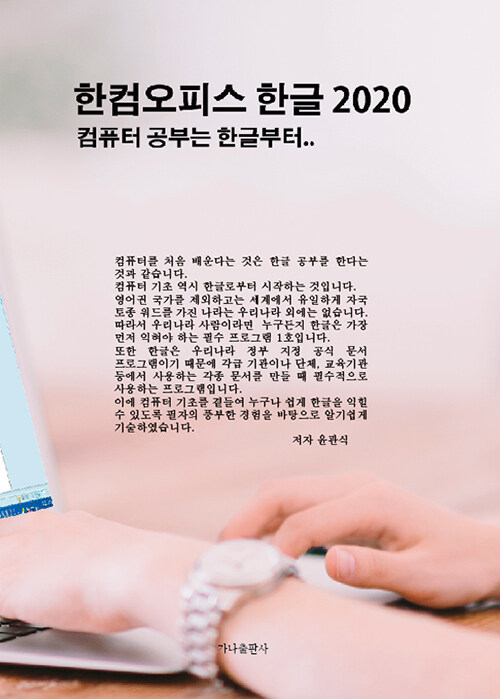 한컴오피스 한글 2020
컴퓨터 공부는 한글부터..
컴퓨터를 처음 배운다는 것은 한글 공부를 한다는
것과 같습니다.
컴퓨터 기초 역시 한글로부터 시작하는 것입니다.
영어권 국가를 제외하고는 세계에서 유일하게 자국
토종 워드를 가진 나라는 우리나라 외에는 없습니다.
따라서 우리나라 사람이라면 누구든지 한글은 가장
먼저 익혀야 하는 필수 프로그램 1호입니다.
또한 한글은 우리나라 정부 지정 공식 문서
프로그램이기 때문에 각급 기관이나 단체, 교육기관
등에서 사용하는 각종 문서를 만들 때 필수적으로
사용하는 프로그램입니다.
이에 컴퓨터 기초를 곁들여 누구나 쉽게 한글을 익힐
수 있도록 필자의 풍부한 경험을 바탕으로 알기쉽게
기술하였습니다.
저자 윤관식
가나출판사